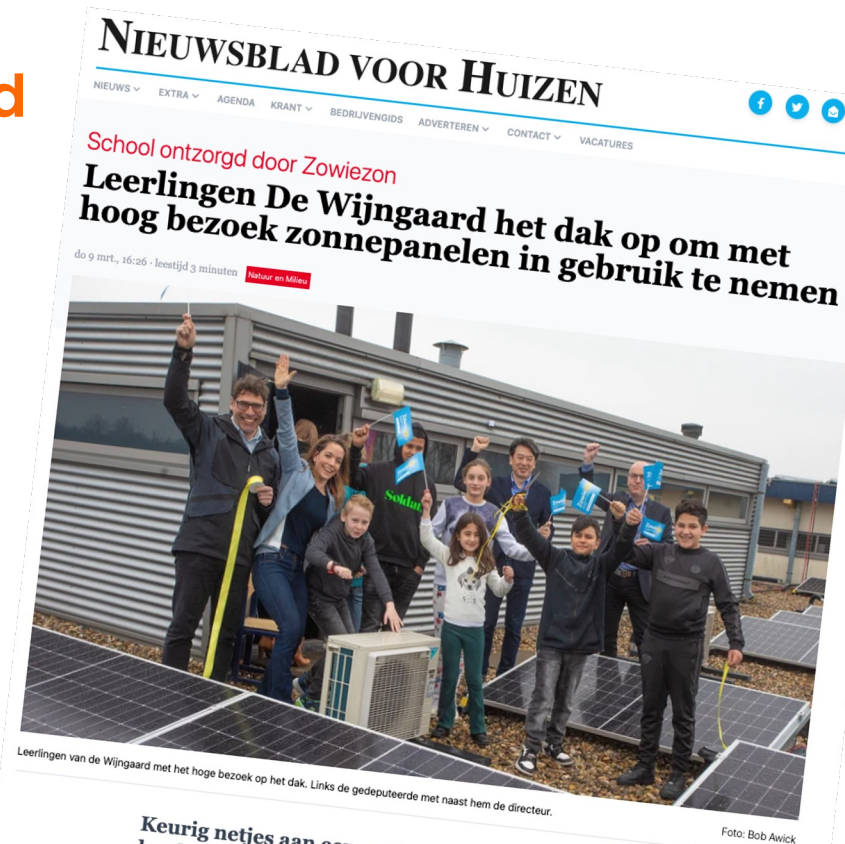 d
NIEUWSBLAD VOOR HUIZEN
NIEUWS EXTRA AGENDA KRANT BEDRIJVENGIDS ADVERTEREN CONTACT VACATURES
School ontzorgd door Zowiezon
Leerlingen De Wijngaard het dak op om met
hoog bezoek zonnepanelen in gebruik te nemen
do 9 mrt., 16:26 · leestijd 3 minuten Natuur en Milieu
Leerlingen van de Wijngaard met het hoge bezoek op het dak. Links de gedeputeerde met naast hem de directeur.
Foto: Bob Awick
Keurig netjes aan